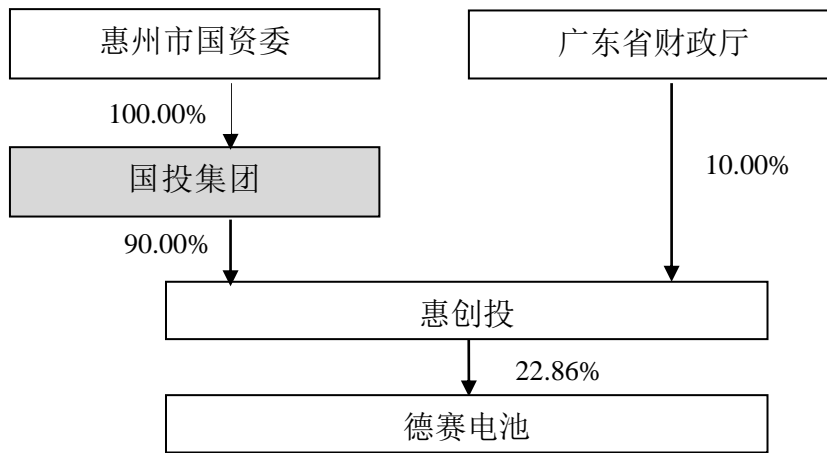 惠州市国资委
广东省财政厅
100.00%
国投集团
10.00%
90.00%
惠创投
22.86%
德赛电池